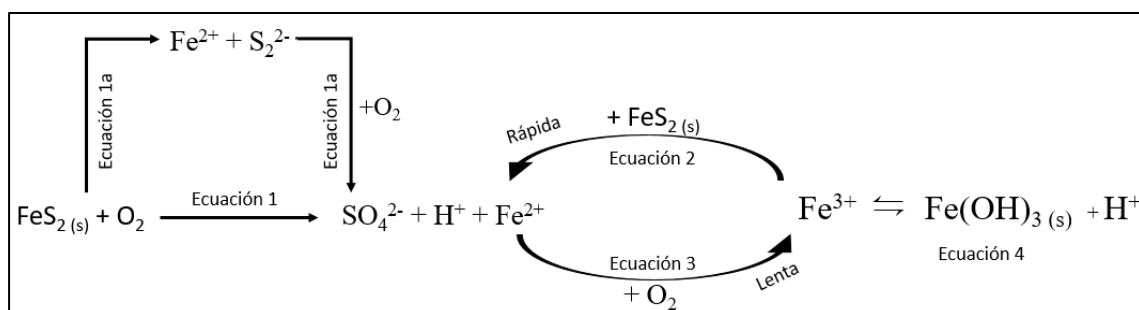 Fe²⁺ + S₂²⁻
Ecuación 1a
Ecuación 1a
+O₂
+ FeS₂ (s)
Rápida
Ecuación 2
Ecuación 1
FeS₂ (s) + O₂
SO₄²⁻ + H⁺ + Fe²⁺
Fe³⁺ ⇋ Fe(OH)₃ (s) + H⁺
Ecuación 4
Ecuación 3
+ O₂
Lenta